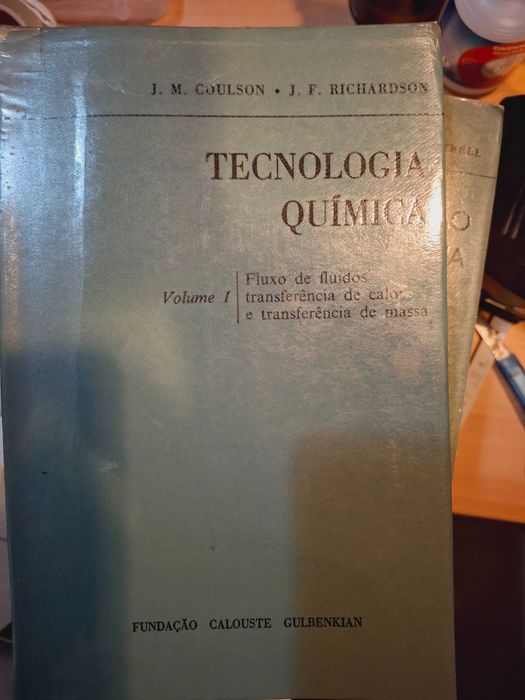 J. M. COULSON • J. F. RICHARDSON
TECNOLOGIA
QUÍMICA
Volume I
Fluxo de fluidos
transferência de calor
e transferência de massa
FUNDAÇÃO CALOUSTE GULBENKIAN